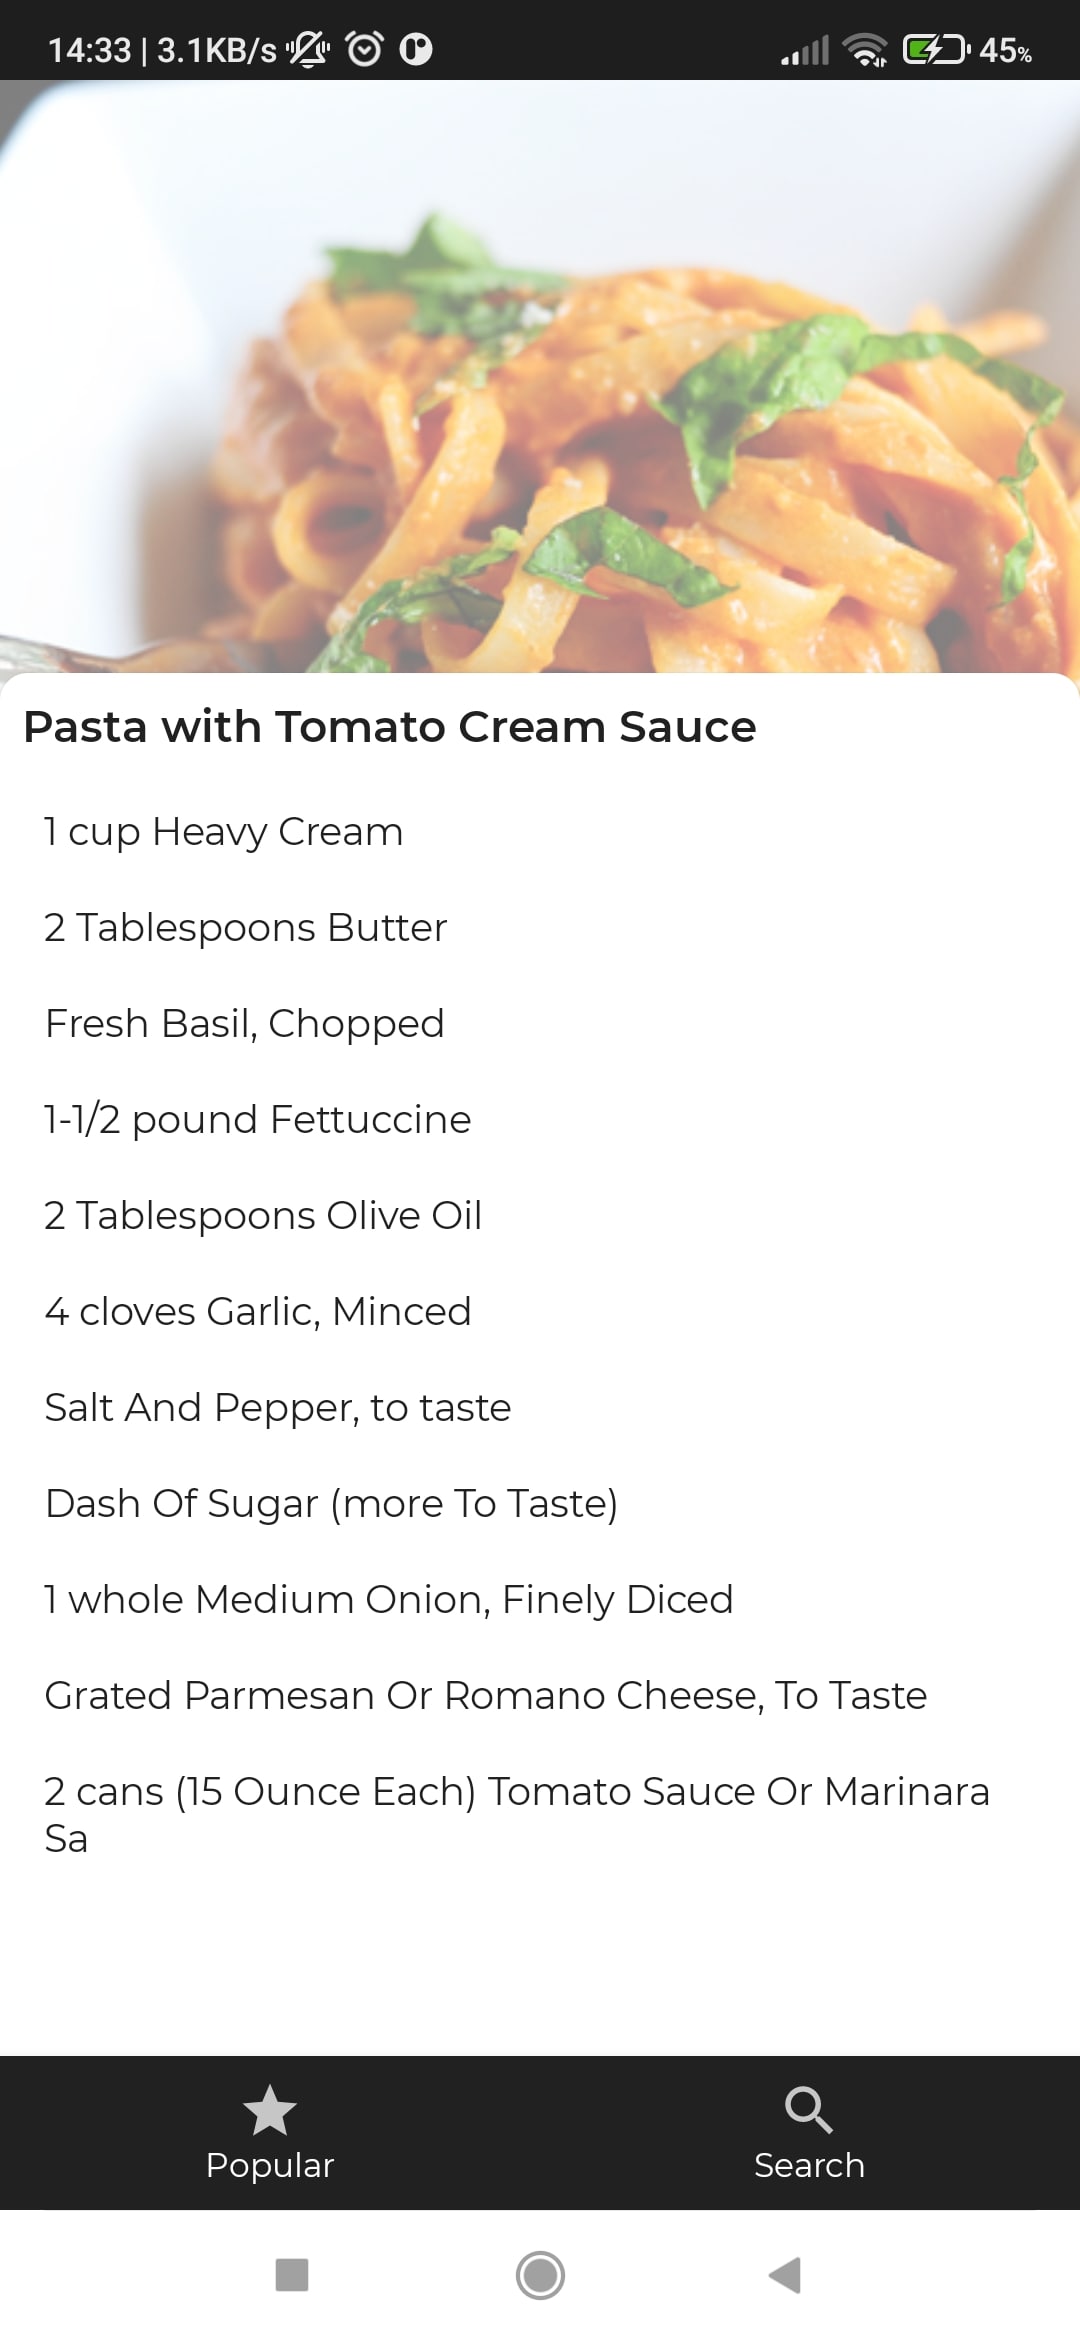 14:33 | 3.1KB/s 45%
Pasta with Tomato Cream Sauce
1 cup Heavy Cream
2 Tablespoons Butter
Fresh Basil, Chopped
1-1/2 pound Fettuccine
2 Tablespoons Olive Oil
4 cloves Garlic, Minced
Salt And Pepper, to taste
Dash Of Sugar (more To Taste)
1 whole Medium Onion, Finely Diced
Grated Parmesan Or Romano Cheese, To Taste
2 cans (15 Ounce Each) Tomato Sauce Or Marinara
Sa
Popular Search